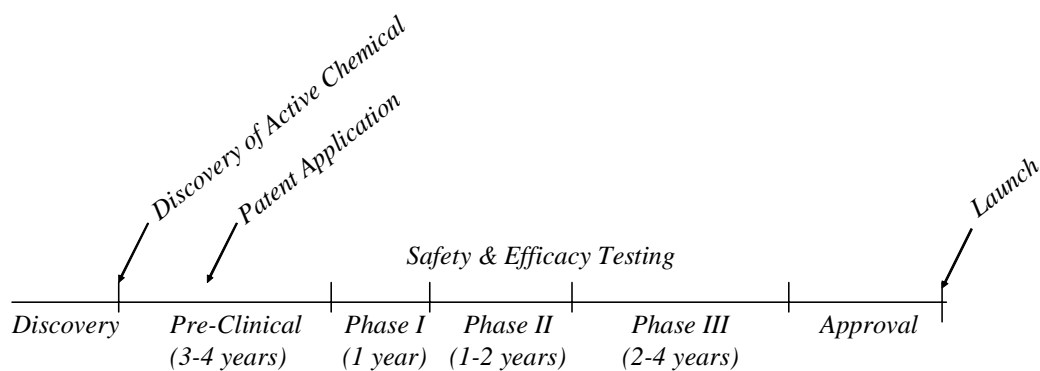 Discovery of Active Chemical
Patent Application
Launch
Safety & Efficacy Testing
Discovery
Pre-Clinical
(3-4 years)
Phase I
(1 year)
Phase II
(1-2 years)
Phase III
(2-4 years)
Approval